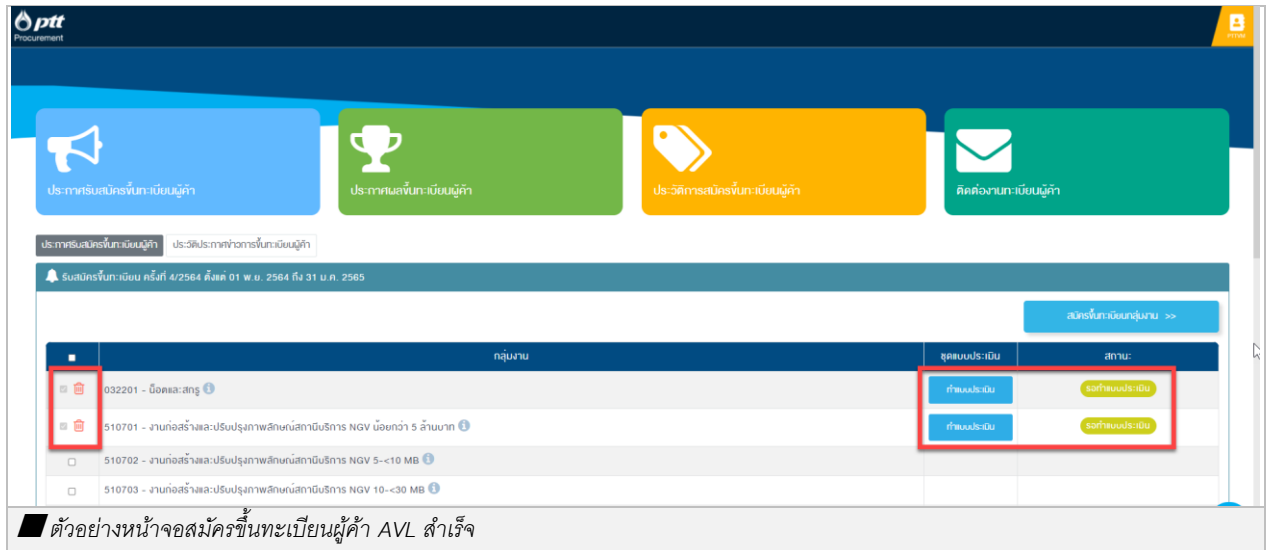 ptt
Procurement
PTTVM
ประกาศรับสมัครขึ้นทะเบียนผู้ค้า
ประกาศผลขึ้นทะเบียนผู้ค้า
ประวัติการสมัครขึ้นทะเบียนผู้ค้า
ติดต่องานทะเบียนผู้ค้า
ประกาศรับสมัครขึ้นทะเบียนผู้ค้า ประวัติประกาศข่าวการขึ้นทะเบียนผู้ค้า
รับสมัครขึ้นทะเบียน ครั้งที่ 4/2564 ตั้งแต่ 01 พ.ย. 2564 ถึง 31 ม.ค. 2565
สมัครขึ้นทะเบียนกลุ่มงาน >>
กลุ่มงาน ชุดแบบประเมิน สถานะ
032201 - น็อตและสกรู ทำแบบประเมิน รอทำแบบประเมิน
510701 - งานก่อสร้างและปรับปรุงภาพลักษณ์สถานีบริการ NGV น้อยกว่า 5 ล้านบาท ทำแบบประเมิน รอทำแบบประเมิน
510702 - งานก่อสร้างและปรับปรุงภาพลักษณ์สถานีบริการ NGV 5-<10 MB
510703 - งานก่อสร้างและปรับปรุงภาพลักษณ์สถานีบริการ NGV 10-<30 MB
ตัวอย่างหน้าจอสมัครขึ้นทะเบียนผู้ค้า AVL สำเร็จ